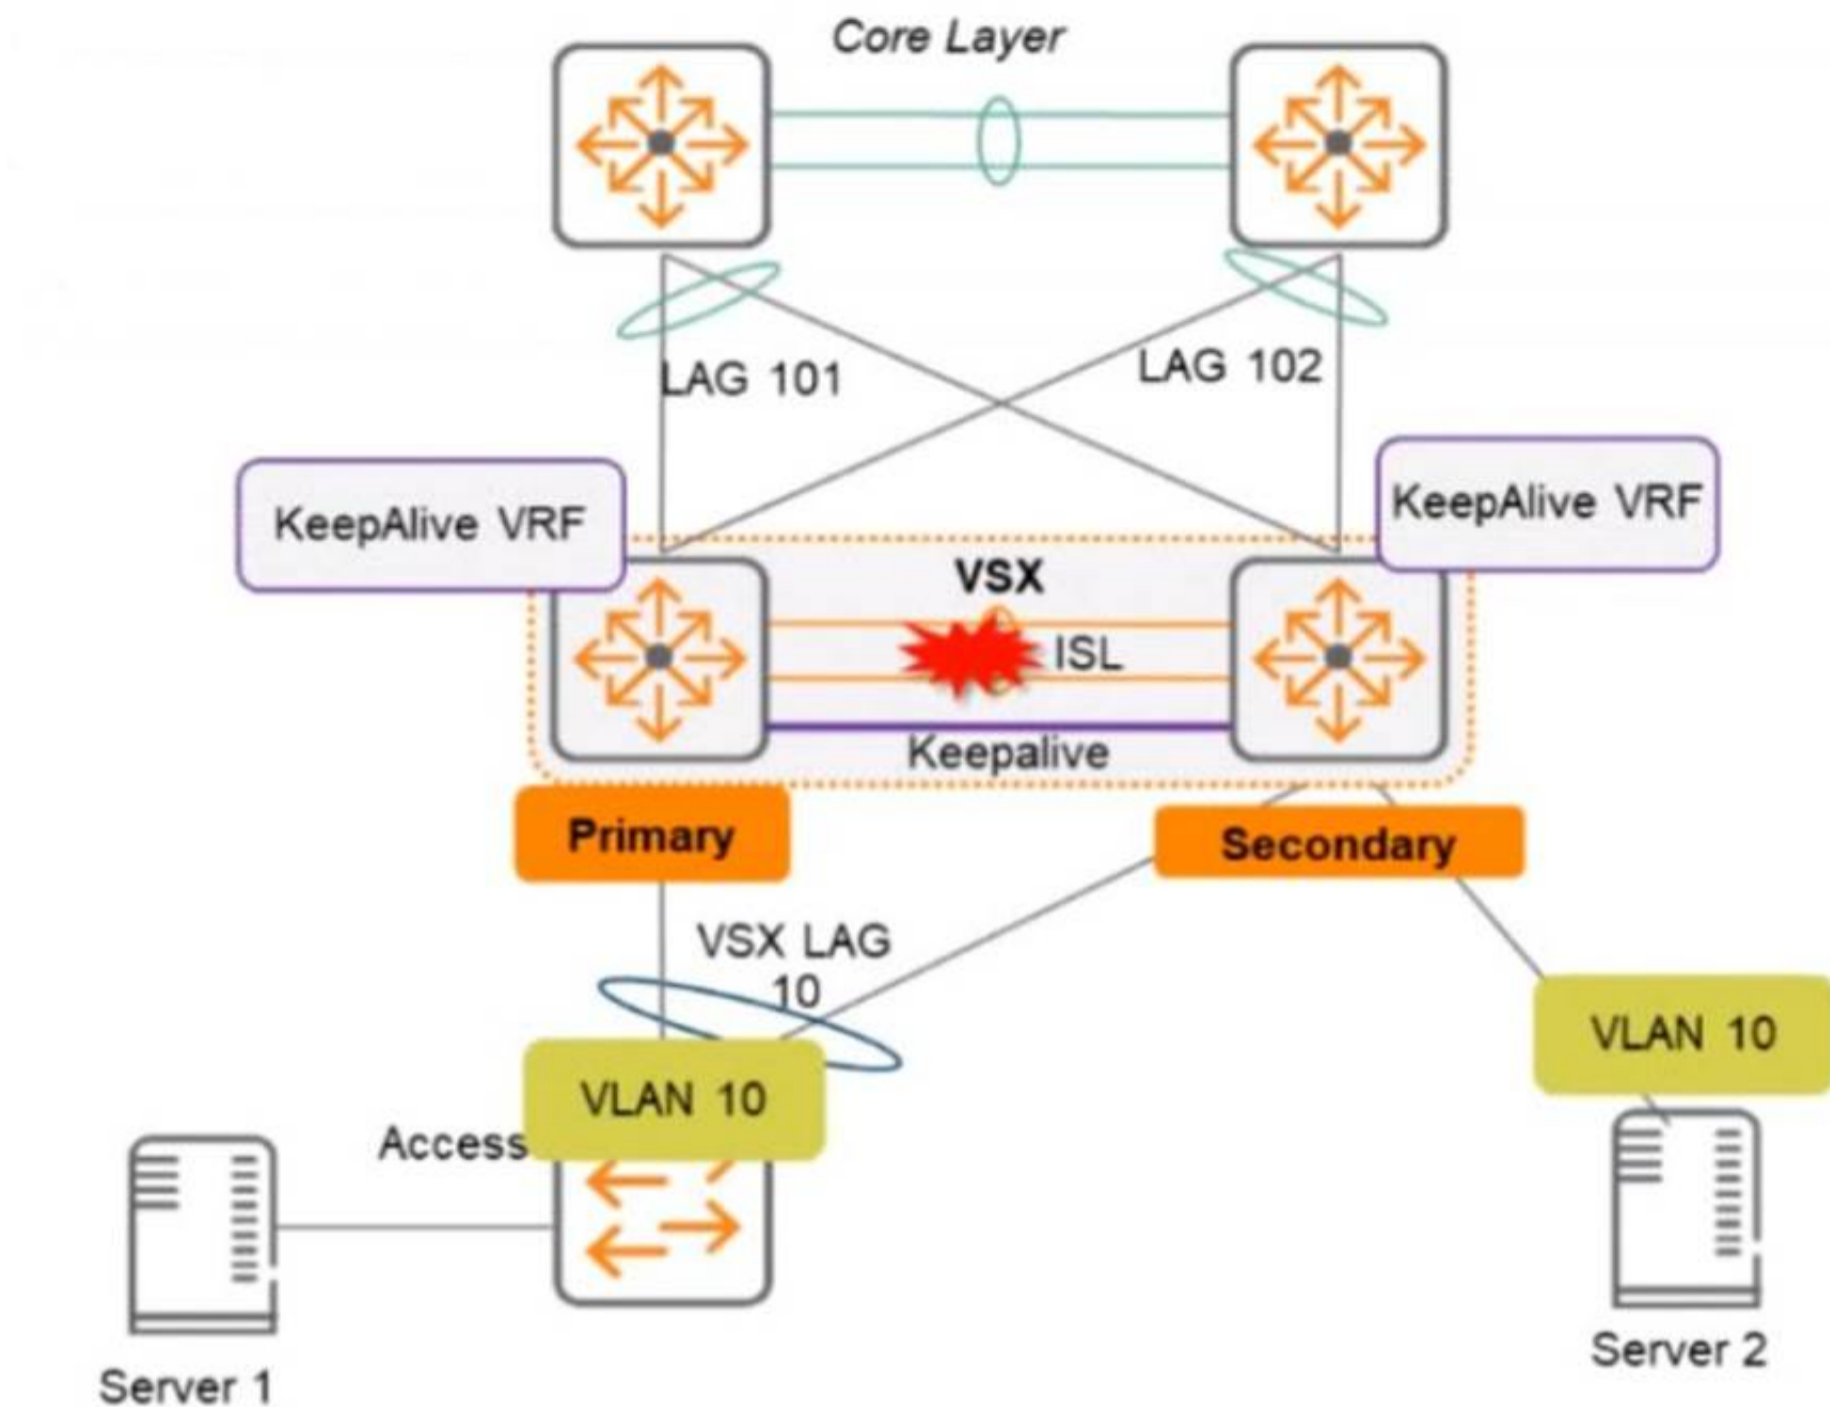 Core Layer
LAG 101
LAG 102
KeepAlive VRF
KeepAlive VRF
VSX
ISL
Keepalive
Primary
Secondary
VSX LAG
10
VLAN 10
VLAN 10
Access
Server 1
Server 2